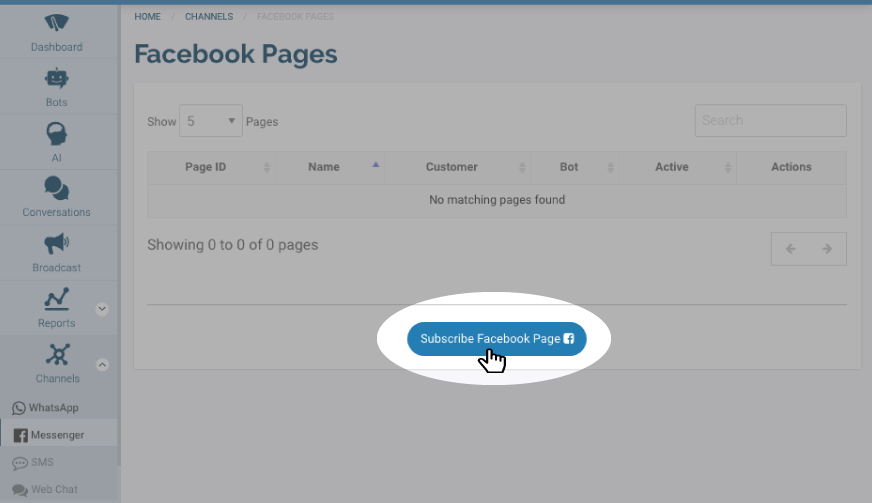 HOME / CHANNELS / FACEBOOK PAGES
Dashboard
Bots
AI
Conversations
Broadcast
Reports
Channels
WhatsApp
Messenger
SMS
Web Chat
Facebook Pages
Show 5 Pages
Search
Page ID Name Customer Bot Active Actions
No matching pages found
Showing 0 to 0 of 0 pages
Subscribe Facebook Page